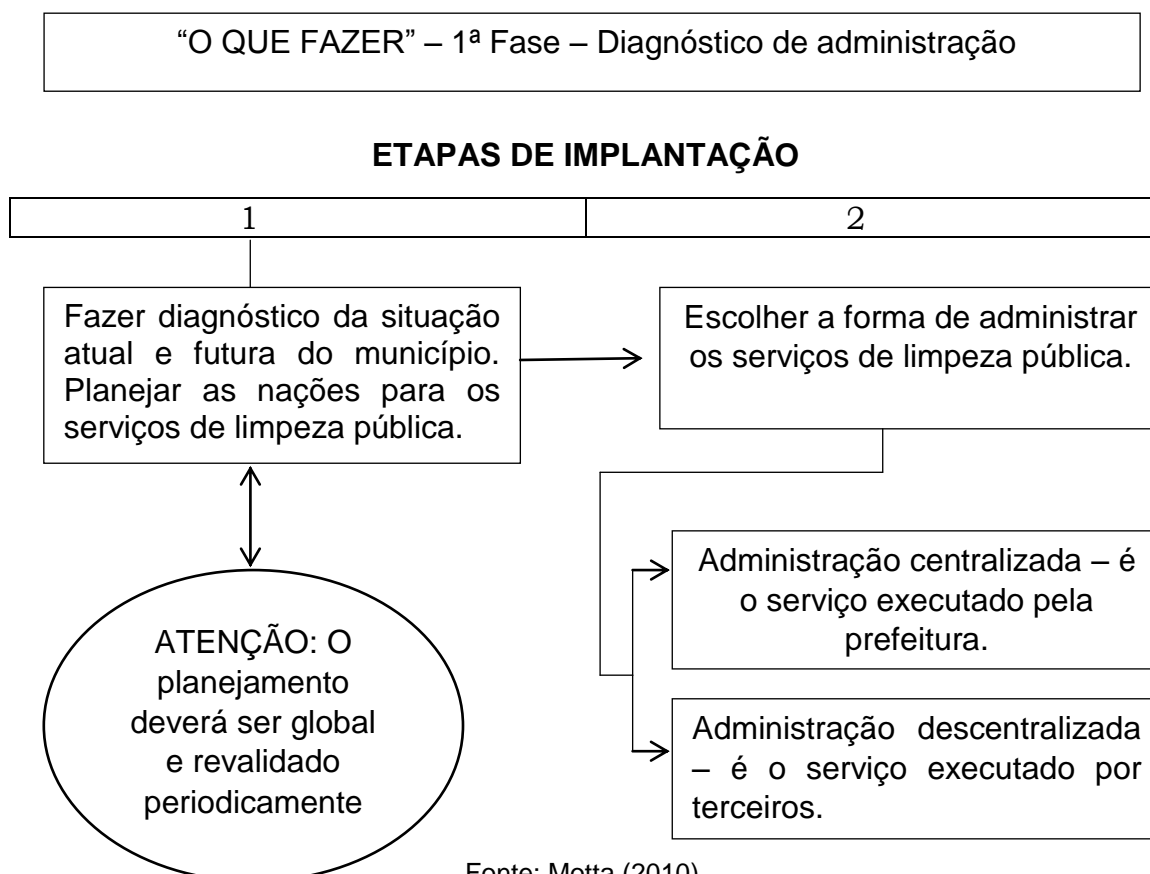 “O QUE FAZER” – 1ª Fase – Diagnóstico de administração
ETAPAS DE IMPLANTAÇÃO
1
2
Fazer diagnóstico da situação
atual e futura do município.
Planejar as nações para os
serviços de limpeza pública.
Escolher a forma de administrar
os serviços de limpeza pública.
ATENÇÃO: O
planejamento
deverá ser global
e revalidado
periodicamente
Administração centralizada – é
o serviço executado pela
prefeitura.
Administração descentralizada
– é o serviço executado por
terceiros.
Fonte: Motta (2010)